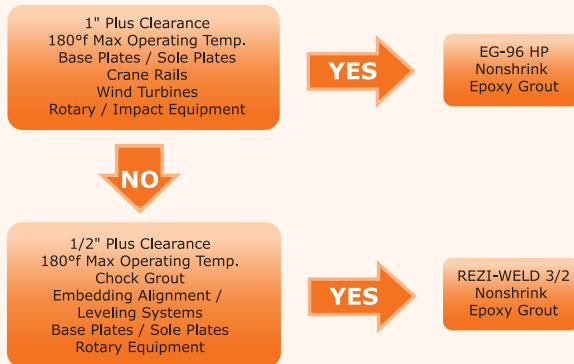 1" Plus Clearance
180°f Max Operating Temp.
Base Plates / Sole Plates
Crane Rails
Wind Turbines
Rotary / Impact Equipment
YES
EG-96 HP
Nonshrink
Epoxy Grout
NO
1/2" Plus Clearance
180°f Max Operating Temp.
Chock Grout
Embedding Alignment /
Leveling Systems
Base Plates / Sole Plates
Rotary Equipment
YES
REZI-WELD 3/2
Nonshrink
Epoxy Grout